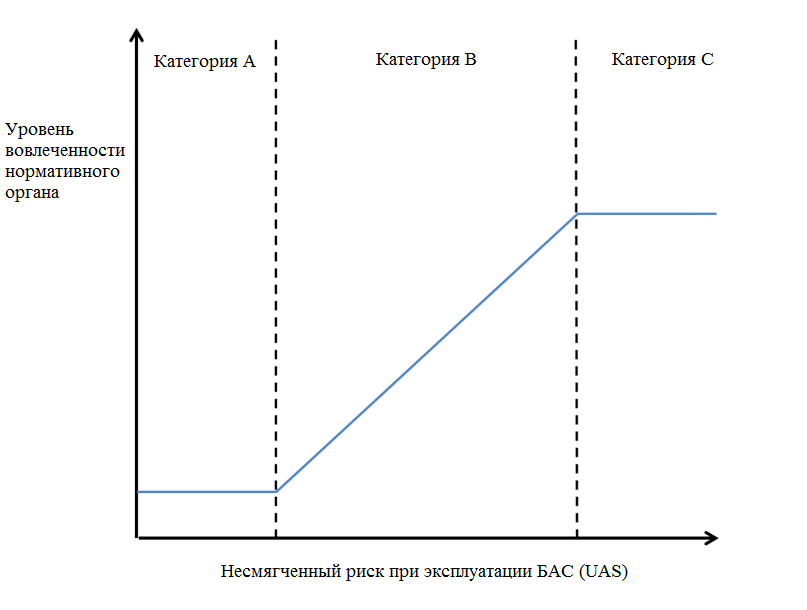 Категория A
Категория B
Категория C
Уровень
вовлеченности
нормативного
органа
Несмягченный риск при эксплуатации БАС (UAS)